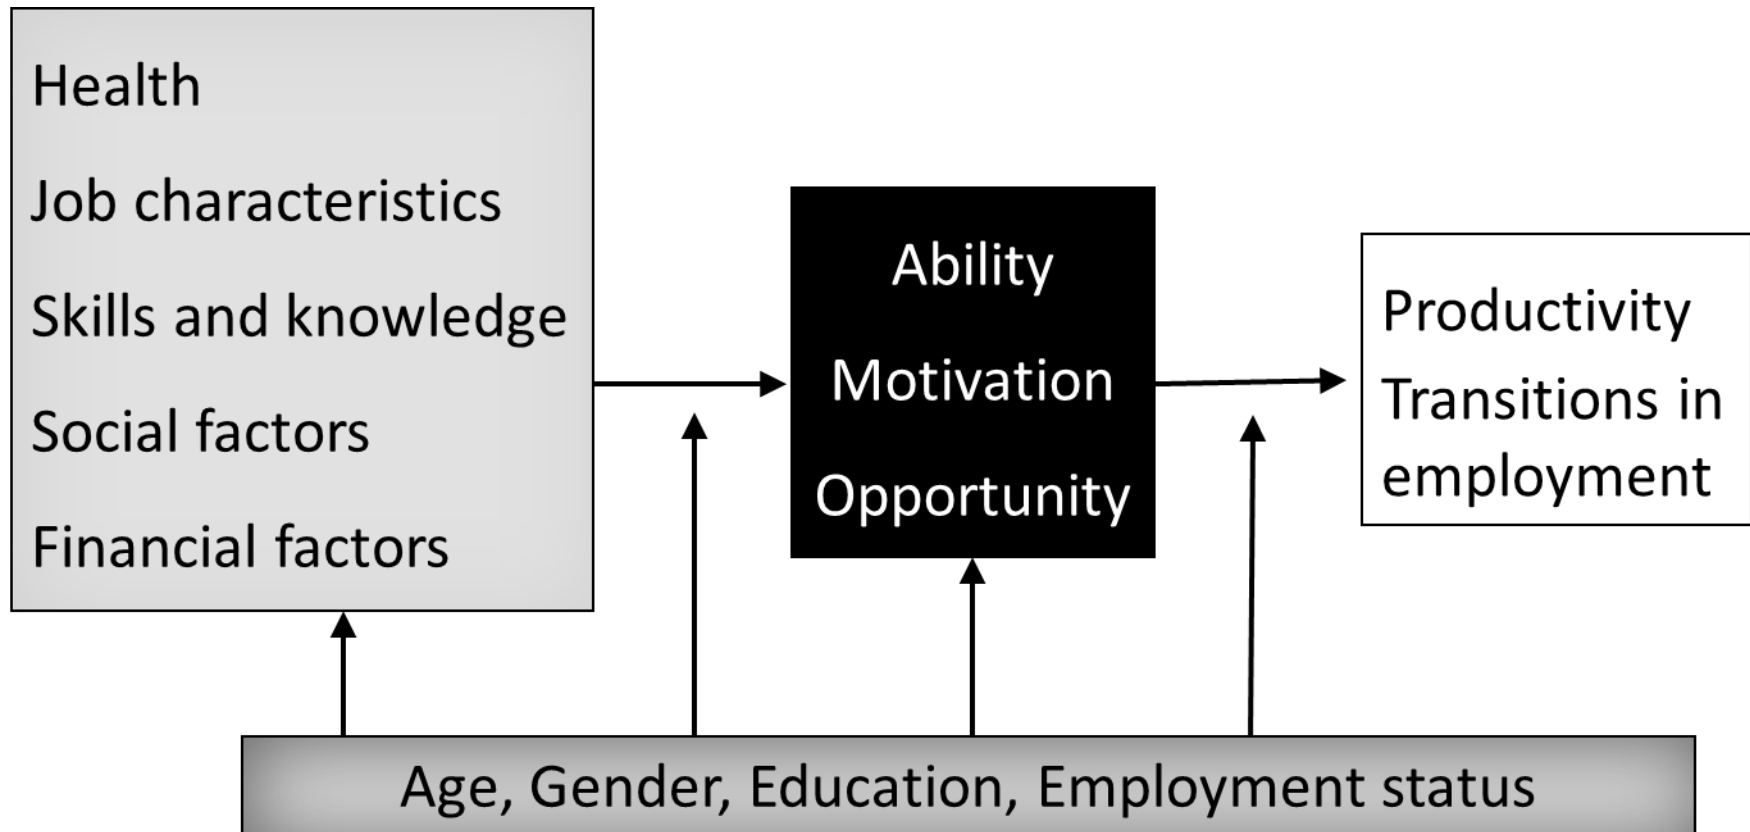 Health
Job characteristics
Skills and knowledge
Social factors
Financial factors
Ability
Motivation
Opportunity
Productivity
Transitions in
employment
Age, Gender, Education, Employment status